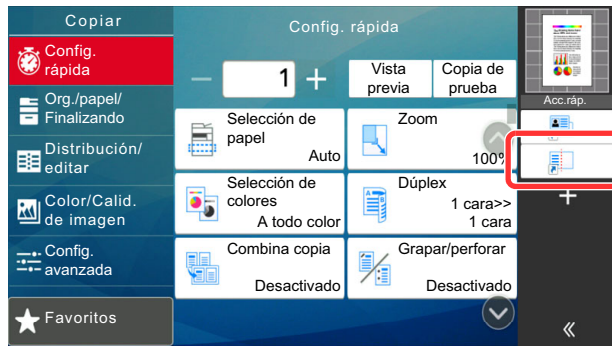 Copiar
Config. rápida
Config.
rápida
Org./papel/
Finalizando
Distribución/
editar
Color/Calid.
de imagen
Config.
avanzada
Favoritos
1
Vista
previa
Copia de
prueba
Selección de
papel
Auto
Zoom
100%
Selección de
colores
A todo color
Dúplex
1 cara>>
1 cara
Combina copia
Desactivado
Grapar/perforar
Desactivado
Acc.ráp.